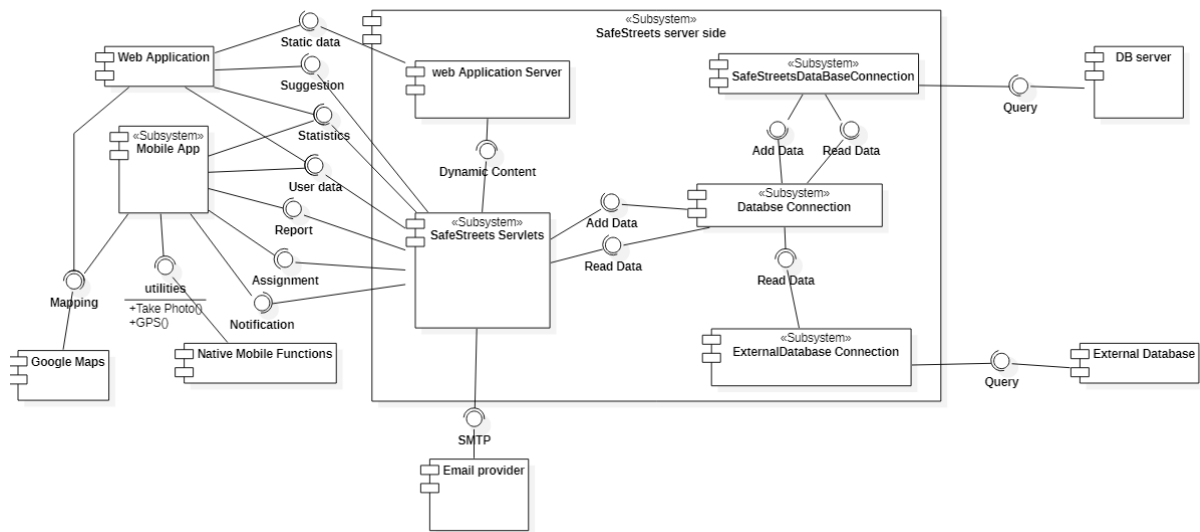 «Subsystem»
SafeStreets server side
Web Application
Static data
web Application Server
«Subsystem»
SafeStreetsDataBaseConnection
DB server
Suggestion
Query
Statistics
«Subsystem»
Mobile App
Add Data
Read Data
Dynamic Content
User data
«Subsystem»
Databse Connection
Report
«Subsystem»
SafeStreets Servlets
Add Data
Read Data
Assignment
Read Data
Mapping
utilities
+Take Photo()
+GPS()
Notification
Google Maps
Native Mobile Functions
«Subsystem»
ExternalDatabase Connection
External Database
Query
SMTP
Email provider